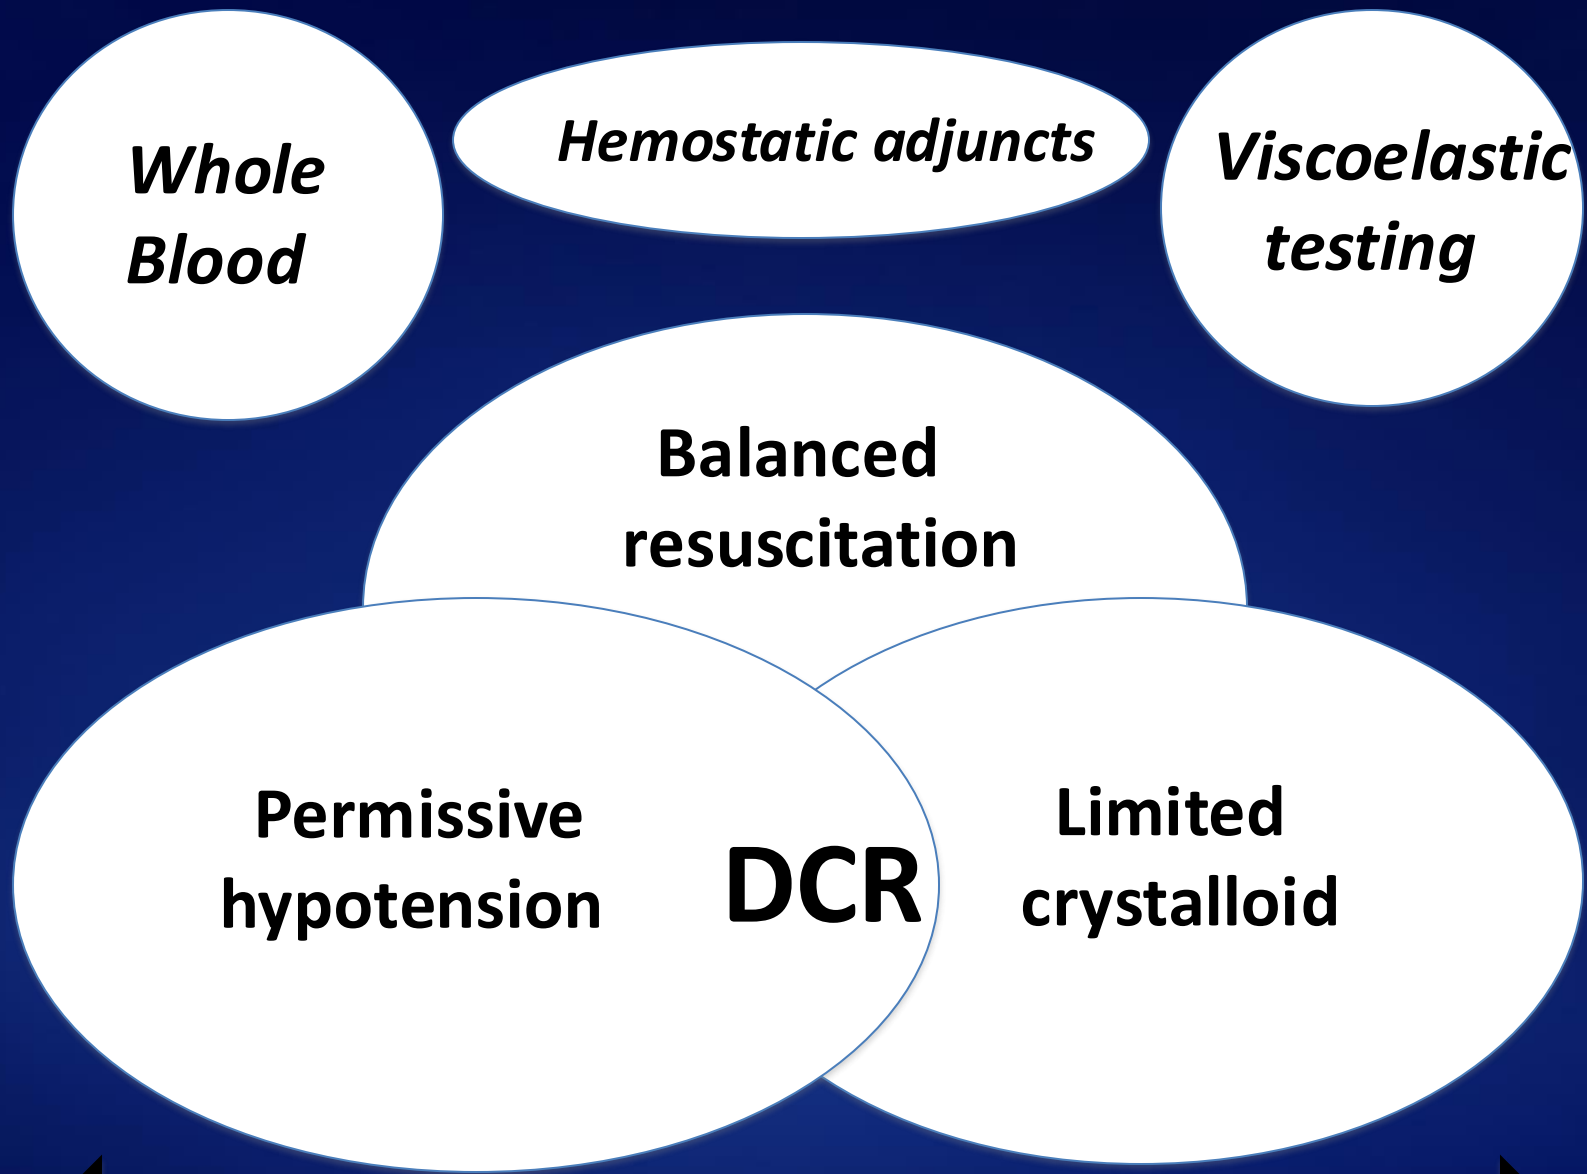 Whole
Blood
Hemostatic adjuncts
Viscoelastic
testing
Balanced
resuscitation
Permissive
hypotension
DCR
Limited
crystalloid